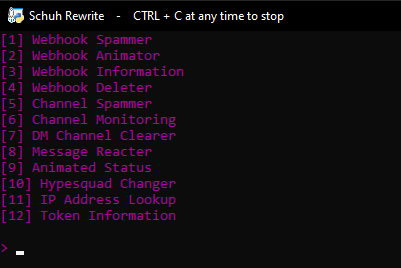 Schuh Rewrite - CTRL + C at any time to stop
[1] Webhook Spammer
[2] Webhook Animator
[3] Webhook Information
[4] Webhook Deleter
[5] Channel Spammer
[6] Channel Monitoring
[7] DM Channel Clearer
[8] Message Reacter
[9] Animated Status
[10] Hypesquad Changer
[11] IP Address Lookup
[12] Token Information
> _